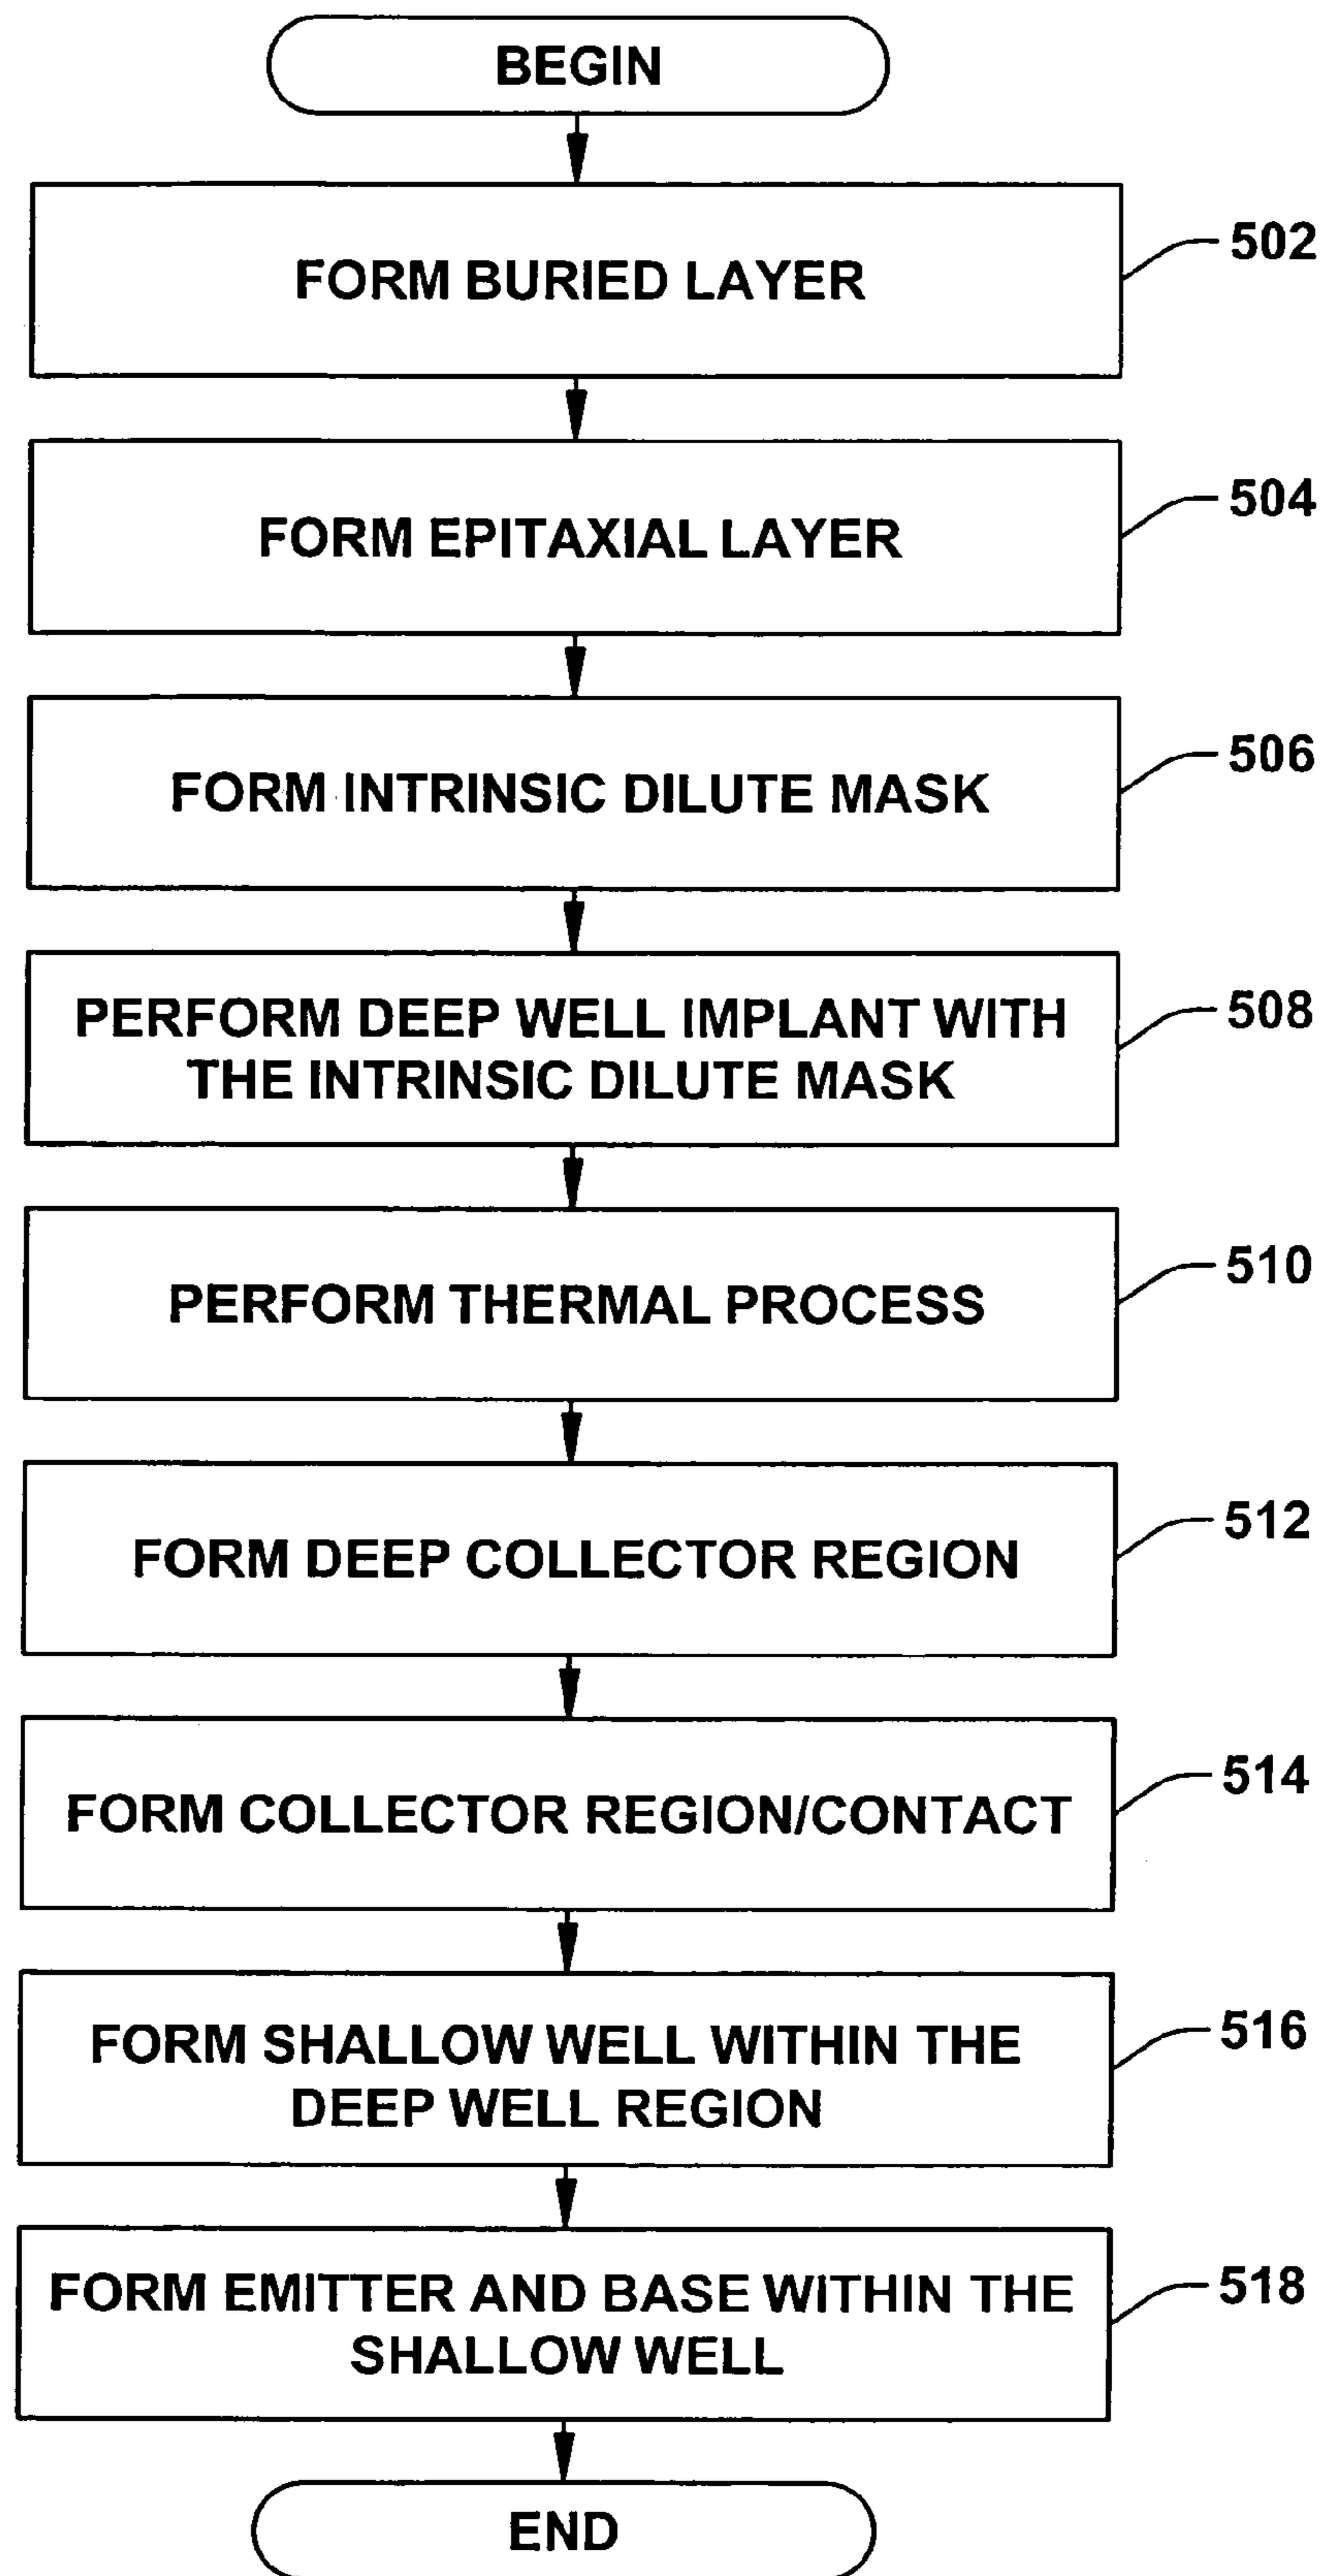 BEGIN
FORM BURIED LAYER
502
FORM EPITAXIAL LAYER
504
FORM INTRINSIC DILUTE MASK
506
PERFORM DEEP WELL IMPLANT WITH
THE INTRINSIC DILUTE MASK
508
PERFORM THERMAL PROCESS
510
FORM DEEP COLLECTOR REGION
512
FORM COLLECTOR REGION/CONTACT
514
FORM SHALLOW WELL WITHIN THE
DEEP WELL REGION
516
FORM EMITTER AND BASE WITHIN THE
SHALLOW WELL
518
END